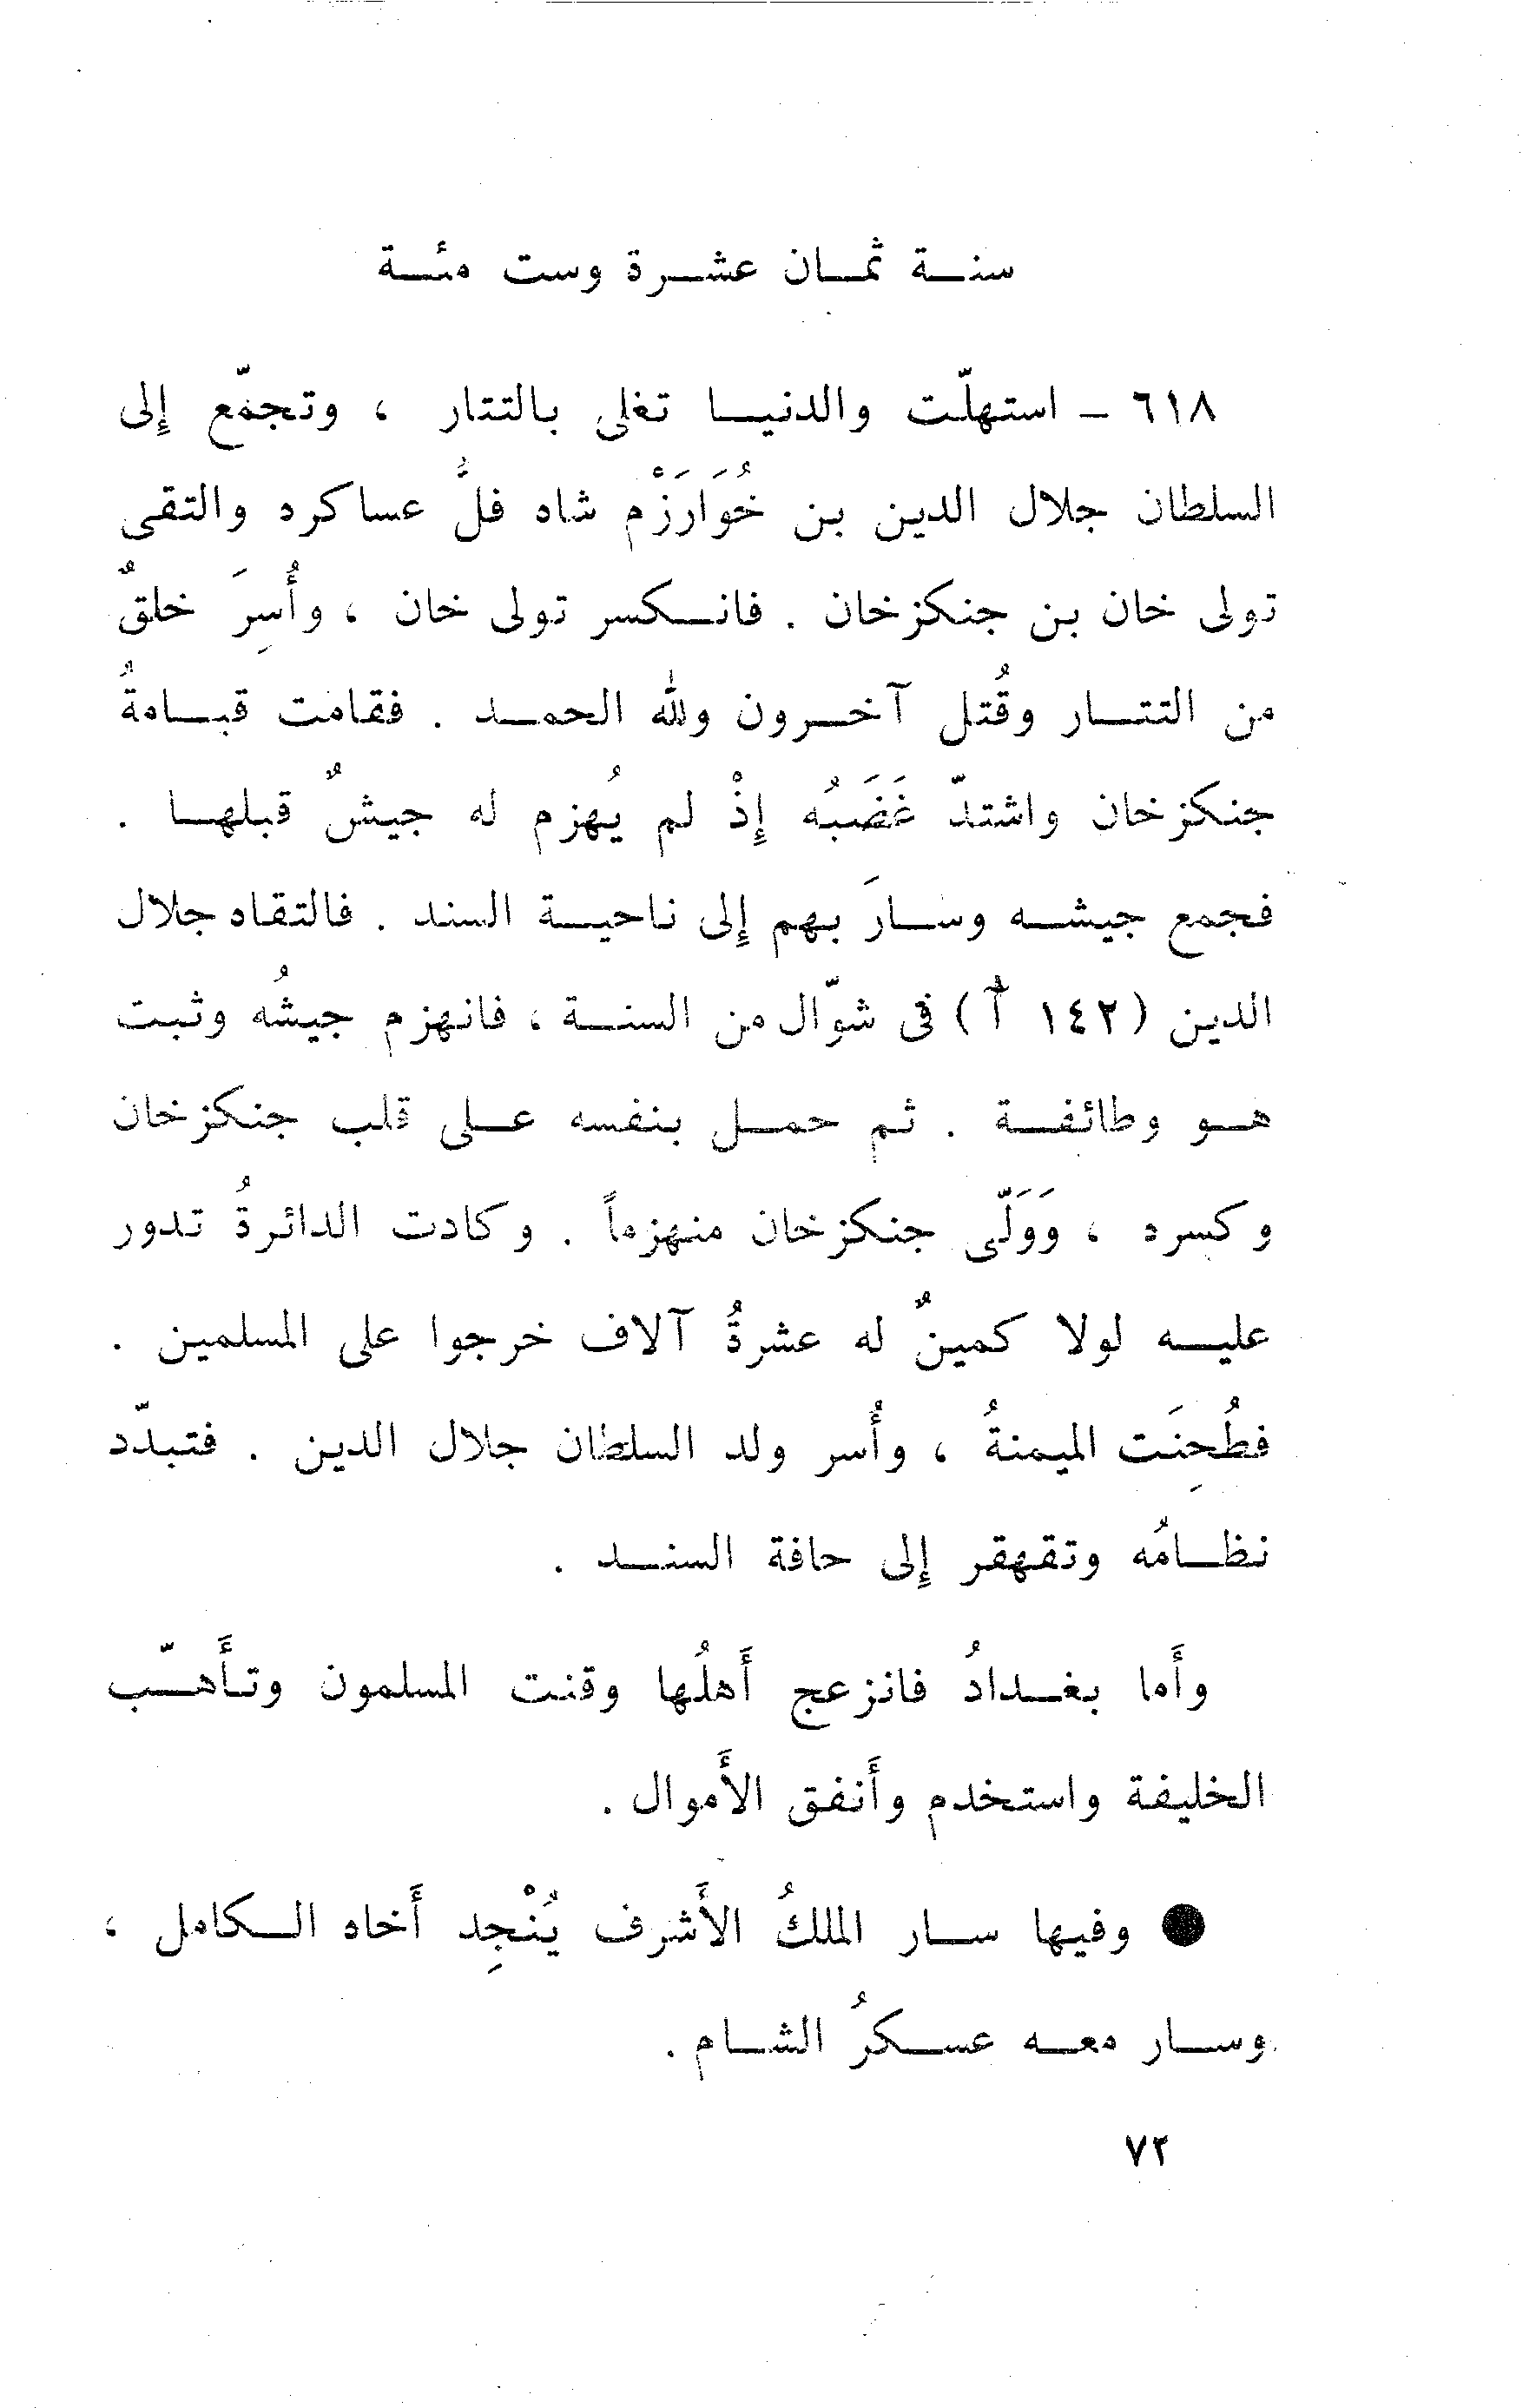 سنة ثمان عشرة وست مئة
٦١٨ - استهلّت والدنيا تغلى بالتتار ، وتجمّع إلى
السلطان جلال الدين بن خُوَارَزْم شاه فلُّ عساكره والتقى
تولى خان بن جنكزخان . فانكسر تولى خان ، وأُسِرَ خلقٌ
من التتار وقُتل آخرون ولله الحمد . فقامت قيامةُ
جنكزخان واشتدّ غَضَبُه إِذْ لم يُهزم له جيشٌ قبلها .
فجمع جيشه وسارَ بهم إلى ناحية السند . فالتقاه جلال
الدين (١٤٢ آ) فى شوّال من السنة ، فانهزم جيشُه وثبت
هو وطائفة . ثم حمل بنفسه على قلب جنكزخان
وكسره ، وَوَلّى جنكزخان منهزماً . وكادت الدائرةُ تدور
عليه لولا كمينٌ له عشرةُ آلاف خرجوا على المسلمين .
فطُحِنَت الميمنةُ ، وأُسر ولد السلطان جلال الدين . فتبدّد
نظامُه وتقهقر إلى حافة السند .
وأَما بغدادُ فانزعج أَهلُها وقنت المسلمون وتأَهّب
الخليفة واستخدم وأَنفق الأَموال .
● وفيها سار الملكُ الأَشرف يُنْجِد أَخاه الكامل ،
وسار معه عسكرُ الشام .
٧٢